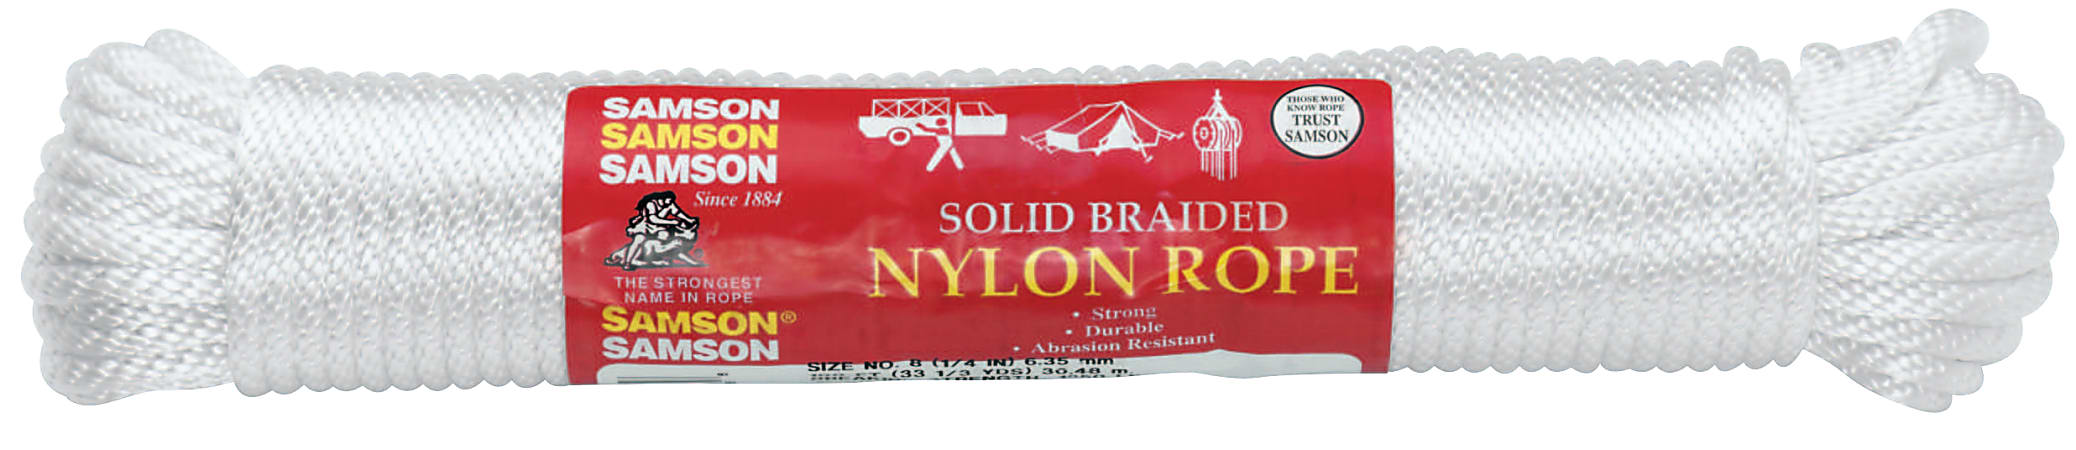 SAMSON
SAMSON
SAMSON
Since 1884
THE STRONGEST
NAME IN ROPE
SAMSON®
SAMSON
THOSE WHO
KNOW ROPE
TRUST
SAMSON
SOLID BRAIDED
NYLON ROPE
• Strong
• Durable
• Abrasion Resistant
SIZE NO. 8 (1/4 IN) 6.35 mm
(33 1/3 YDS) 30.48 m.